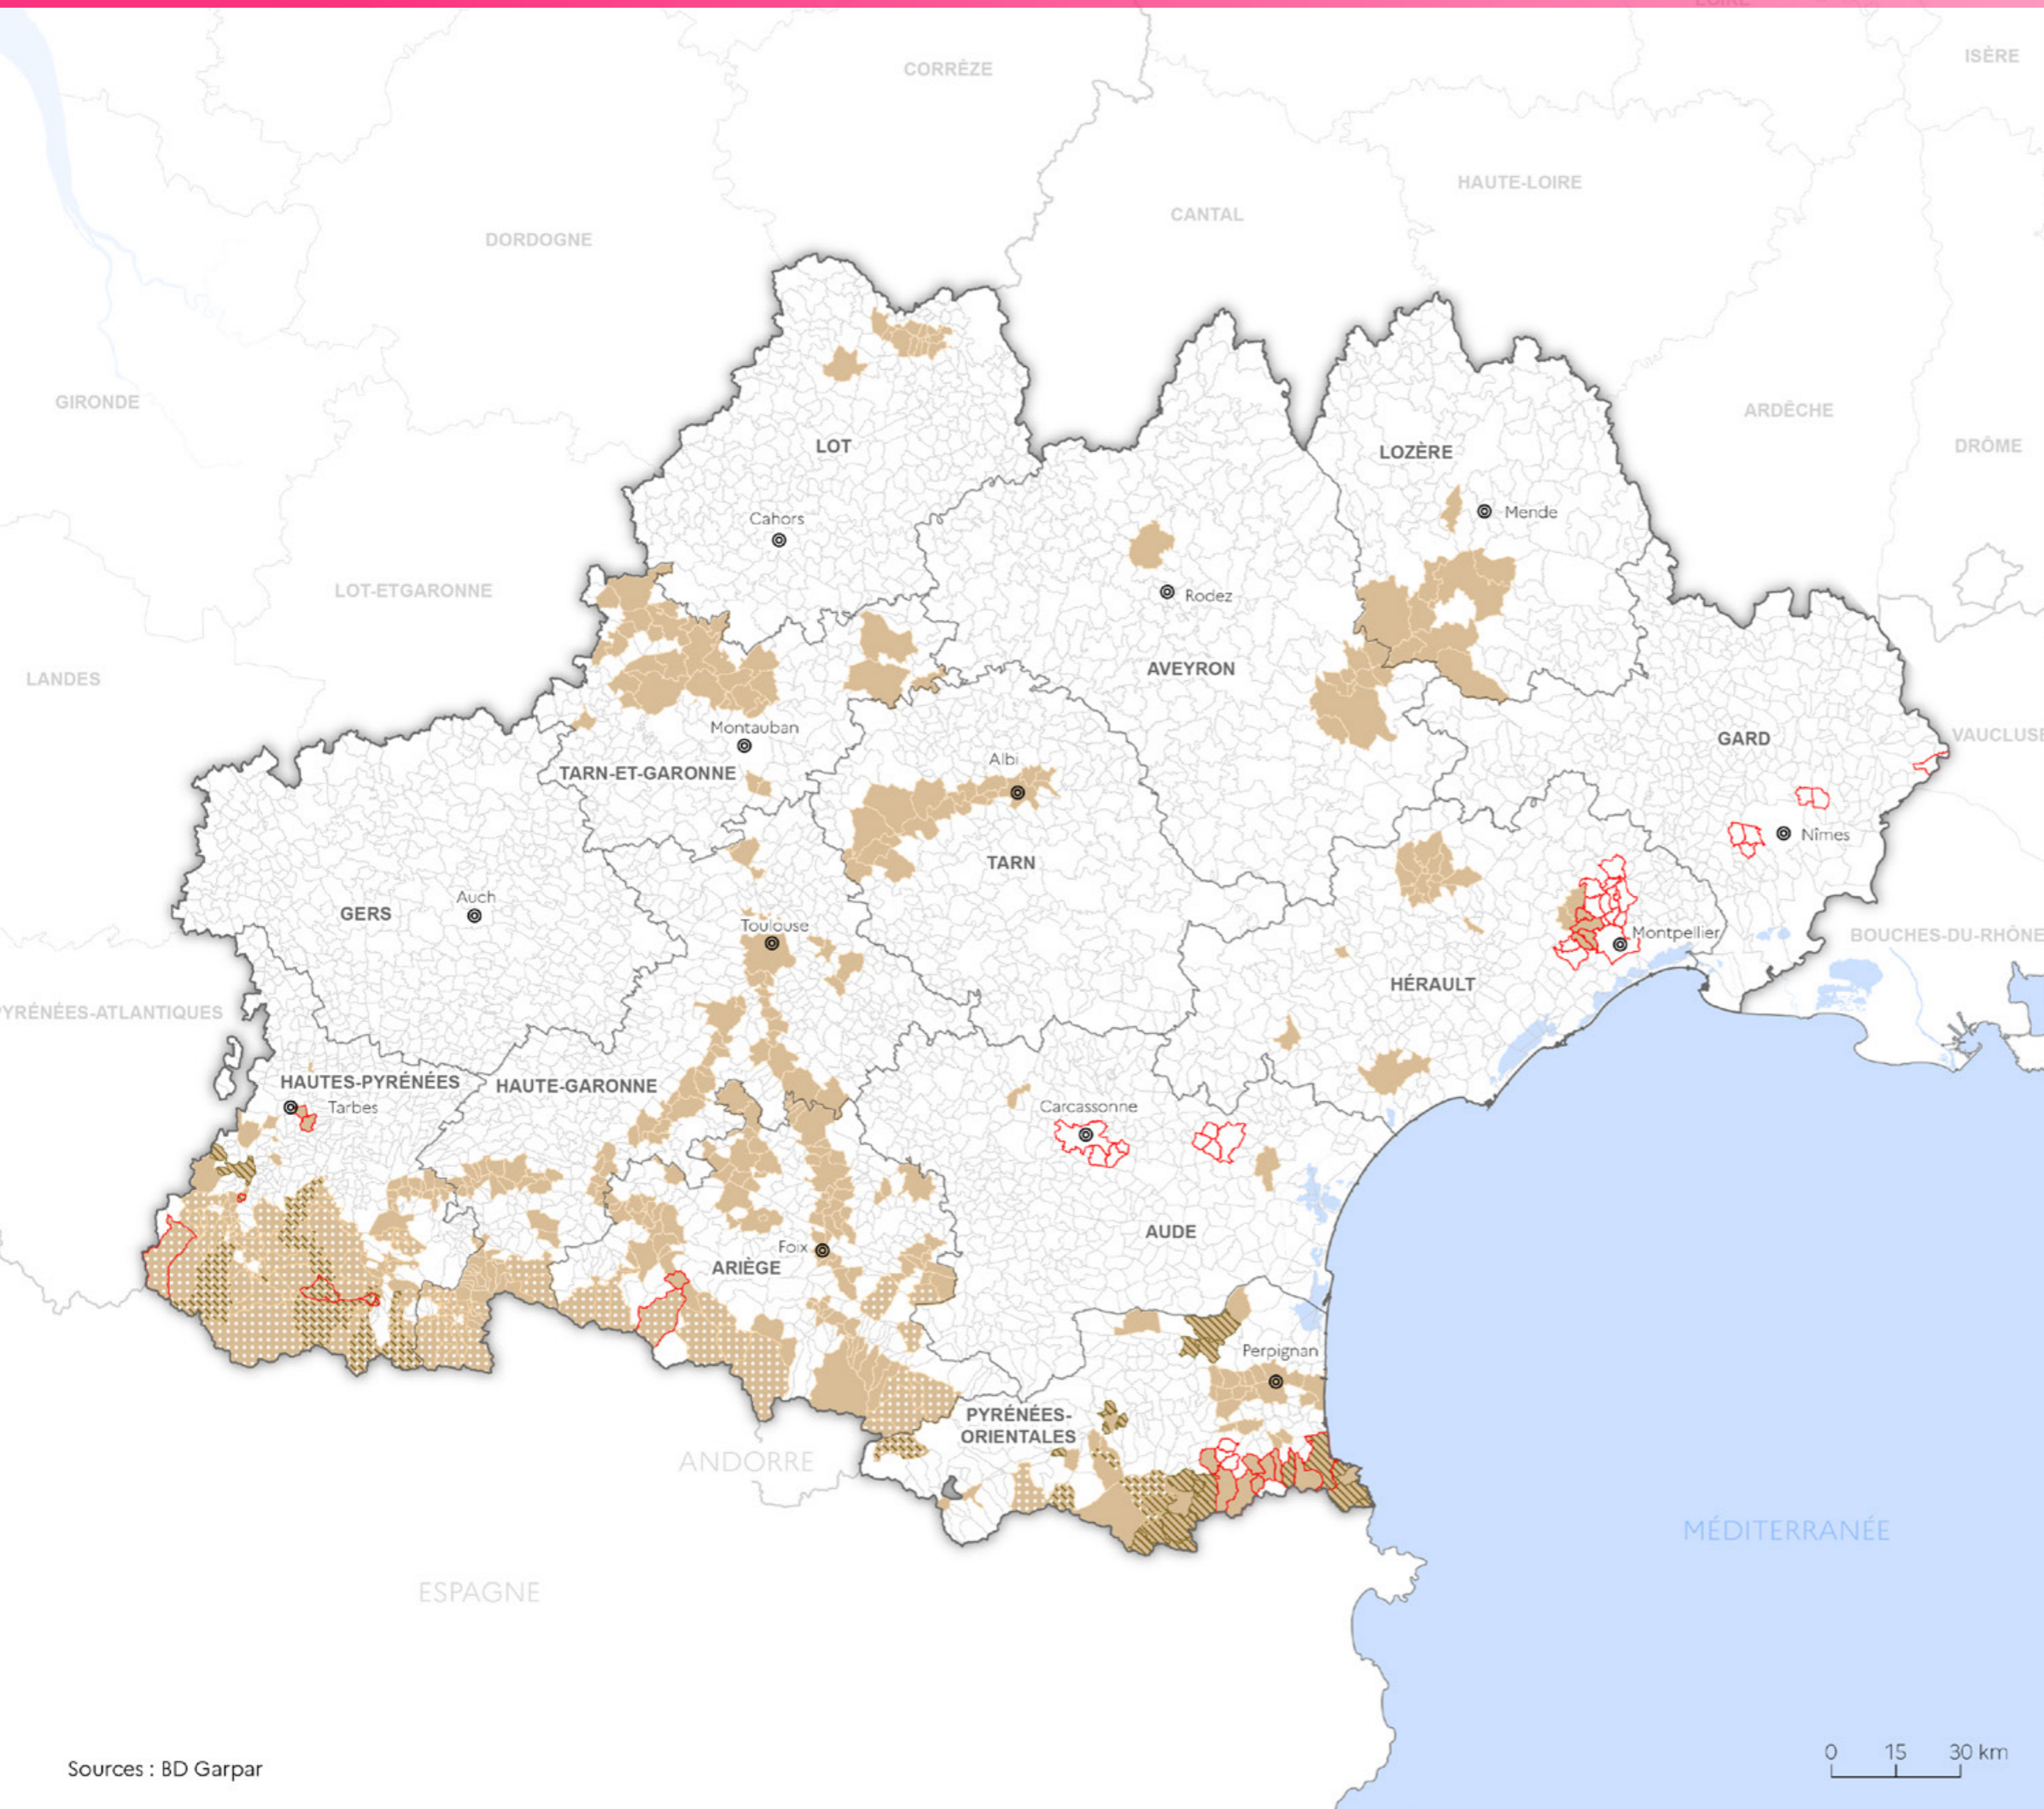 LOIRE
ISÈRE
CORRÈZE
HAUTE-LOIRE
CANTAL
DORDOGNE
GIRONDE
ARDÈCHE
DRÔME
LOT
LOZÈRE
Mende
Cahors
LOT-ETGARONNE
Rodez
AVEYRON
LANDES
Montauban
GARD
VAUCLUSE
Albi
TARN-ET-GARONNE
Nîmes
TARN
Auch
GERS
Toulouse
Montpellier
BOUCHES-DU-RHÔNE
HÉRAULT
YRÉNÉES-ATLANTIQUES
HAUTES-PYRÉNÉES
HAUTE-GARONNE
Tarbes
Carcassonne
AUDE
Foix
ARIÈGE
Perpignan
PYRÉNÉES-
ORIENTALES
ANDORRE
MÉDITERRANÉE
ESPAGNE
Sources : BD Garpar
0 15 30 km